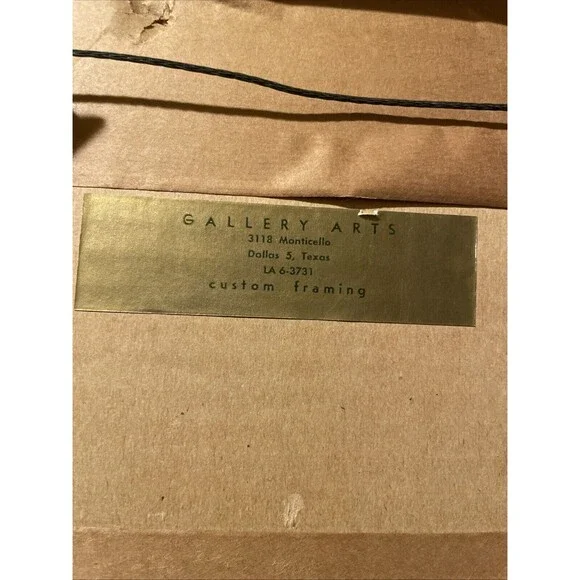 GALLERY ARTS
3118 Monticello
Dallas 5, Texas
LA 6-3731
custom framing